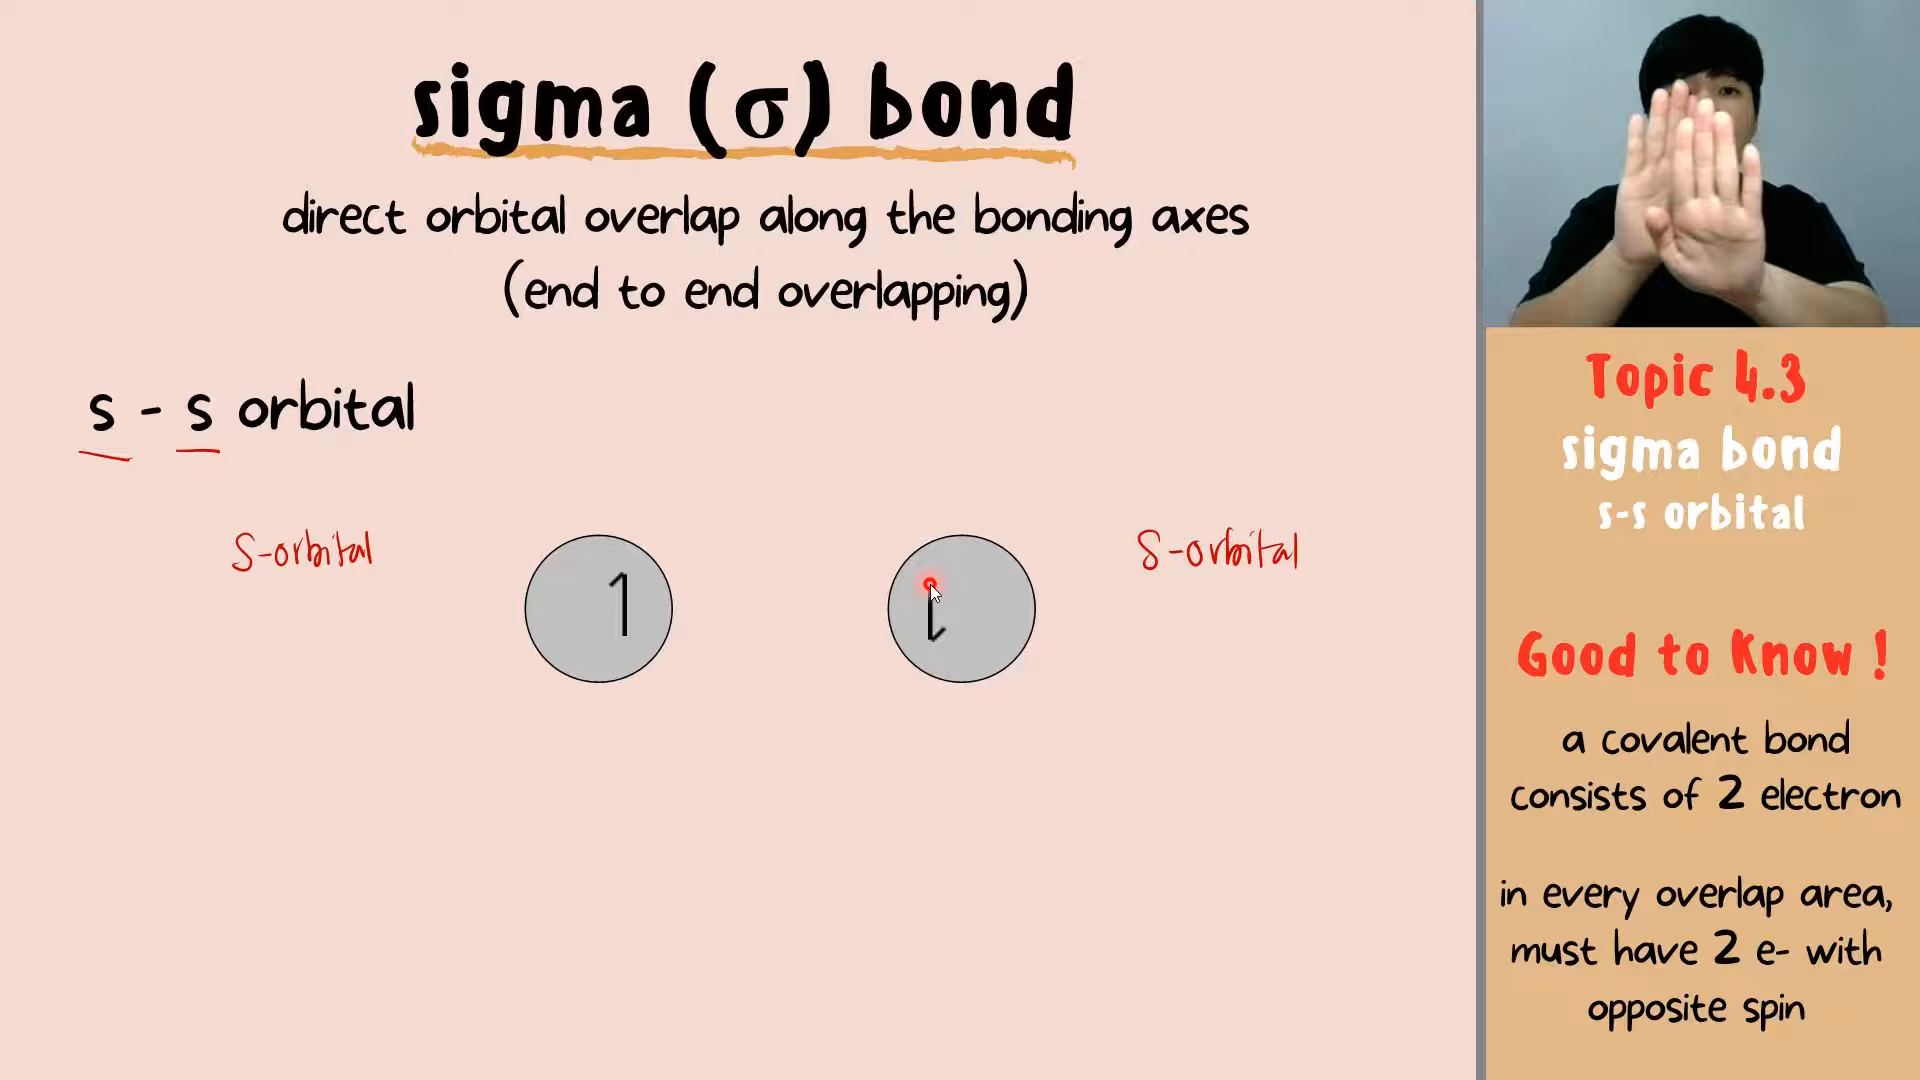 sigma (σ) bond
direct orbital overlap along the bonding axes
(end to end overlapping)
s - s orbital
s-orbital
s-orbital
Topic 4.3
sigma bond
s-s orbital
Good to Know !
a covalent bond
consists of 2 electron
in every overlap area,
must have 2 e- with
opposite spin